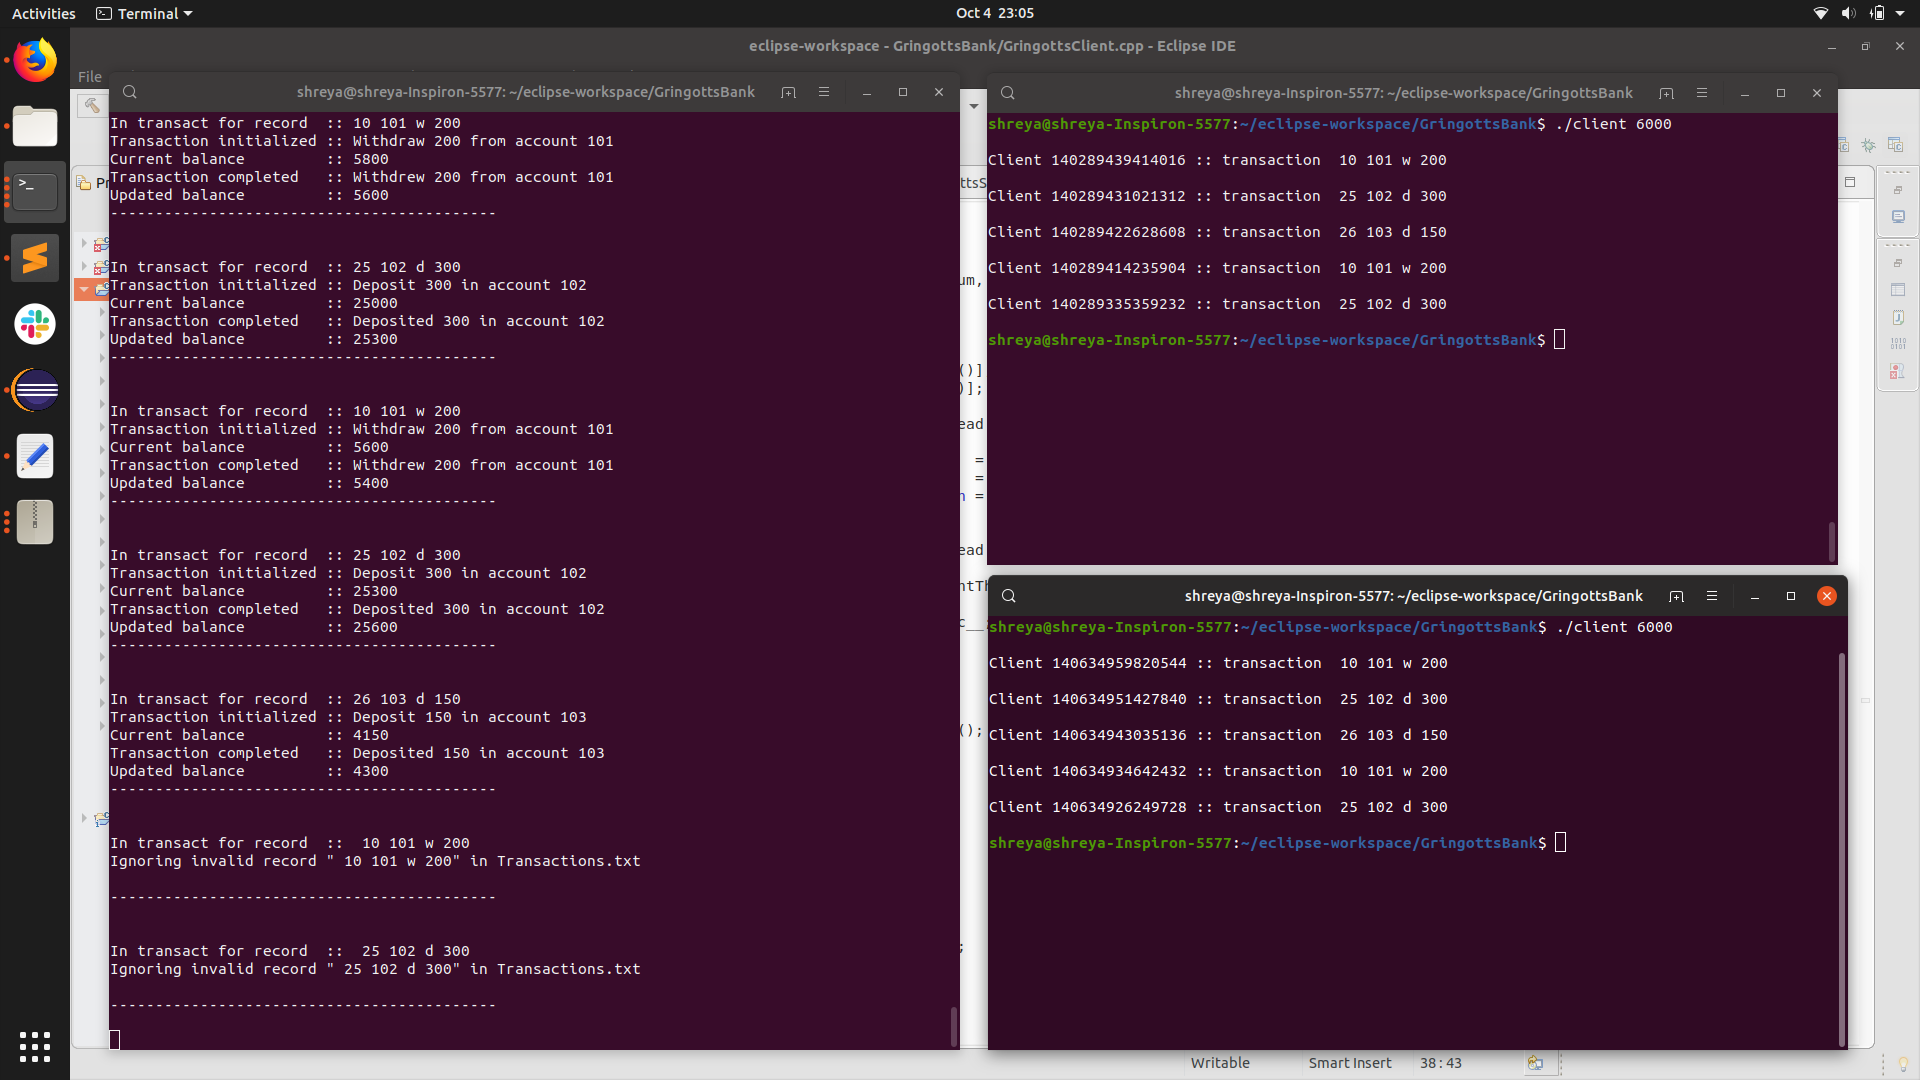 Activities
Terminal
Oct 4 23:05
eclipse-workspace - GringottsBank/GringottsClient.cpp - Eclipse IDE
File
shreya@shreya-Inspiron-5577: ~/eclipse-workspace/GringottsBank
In transact for record  :: 10 101 w 200
Transaction initialized :: Withdraw 200 from account 101
Current balance         :: 5800
Transaction completed   :: Withdrew 200 from account 101
Updated balance         :: 5600
-------------------------------------------
In transact for record  :: 25 102 d 300
Transaction initialized :: Deposit 300 in account 102
Current balance         :: 25000
Transaction completed   :: Deposited 300 in account 102
Updated balance         :: 25300
-------------------------------------------
In transact for record  :: 10 101 w 200
Transaction initialized :: Withdraw 200 from account 101
Current balance         :: 5600
Transaction completed   :: Withdrew 200 from account 101
Updated balance         :: 5400
-------------------------------------------
In transact for record  :: 25 102 d 300
Transaction initialized :: Deposit 300 in account 102
Current balance         :: 25300
Transaction completed   :: Deposited 300 in account 102
Updated balance         :: 25600
-------------------------------------------
In transact for record  :: 26 103 d 150
Transaction initialized :: Deposit 150 in account 103
Current balance         :: 4150
Transaction completed   :: Deposited 150 in account 103
Updated balance         :: 4300
-------------------------------------------
In transact for record  ::  10 101 w 200
Ignoring invalid record " 10 101 w 200" in Transactions.txt
-------------------------------------------
In transact for record  ::  25 102 d 300
Ignoring invalid record " 25 102 d 300" in Transactions.txt
-------------------------------------------
shreya@shreya-Inspiron-5577: ~/eclipse-workspace/GringottsBank
shreya@shreya-Inspiron-5577:~/eclipse-workspace/GringottsBank$ ./client 6000
Client 140289439414016 :: transaction  10 101 w 200
Client 140289431021312 :: transaction  25 102 d 300
Client 140289422628608 :: transaction  26 103 d 150
Client 140289414235904 :: transaction  10 101 w 200
Client 140289335359232 :: transaction  25 102 d 300
shreya@shreya-Inspiron-5577:~/eclipse-workspace/GringottsBank$
shreya@shreya-Inspiron-5577: ~/eclipse-workspace/GringottsBank
shreya@shreya-Inspiron-5577:~/eclipse-workspace/GringottsBank$ ./client 6000
Client 140634959820544 :: transaction  10 101 w 200
Client 140634951427840 :: transaction  25 102 d 300
Client 140634943035136 :: transaction  26 103 d 150
Client 140634934642432 :: transaction  10 101 w 200
Client 140634926249728 :: transaction  25 102 d 300
shreya@shreya-Inspiron-5577:~/eclipse-workspace/GringottsBank$
Writable
Smart Insert
38 : 43